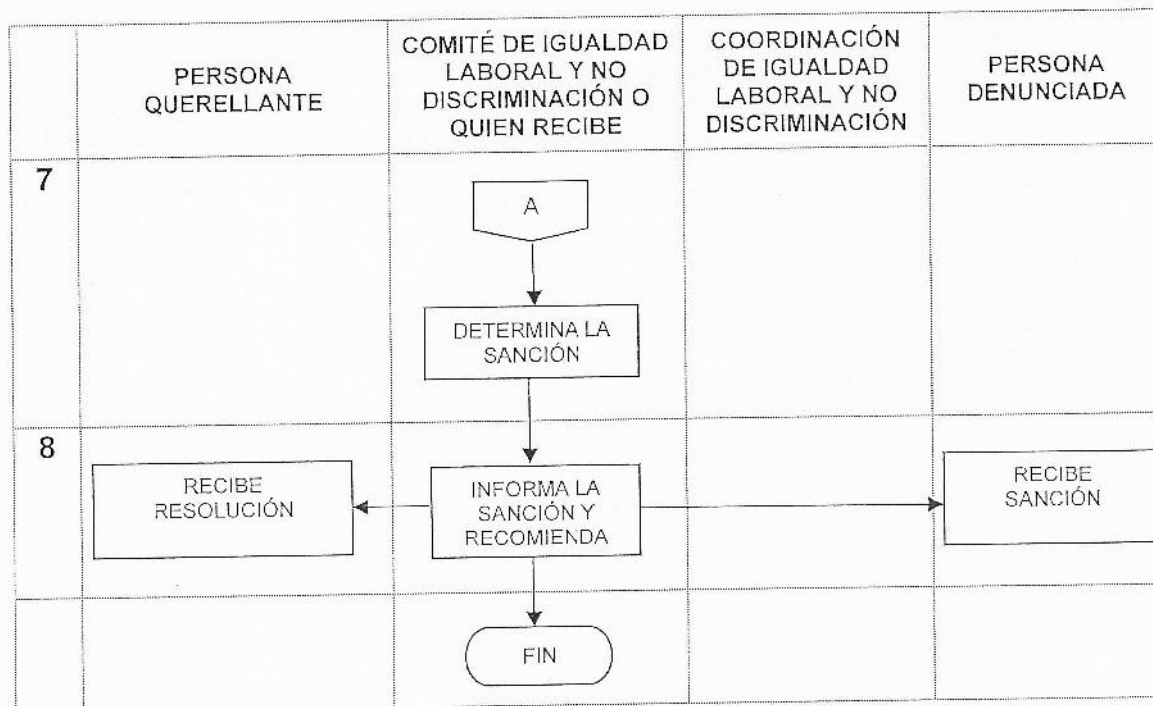 PERSONA
QUERELLANTE
COMITÉ DE IGUALDAD
LABORAL Y NO
DISCRIMINACIÓN O
QUIEN RECIBE
COORDINACIÓN
DE IGUALDAD
LABORAL Y NO
DISCRIMINACIÓN
PERSONA
DENUNCIADA
7
A
DETERMINA LA
SANCIÓN
8
RECIBE
RESOLUCIÓN
INFORMA LA
SANCIÓN Y
RECOMIENDA
RECIBE
SANCIÓN
FIN